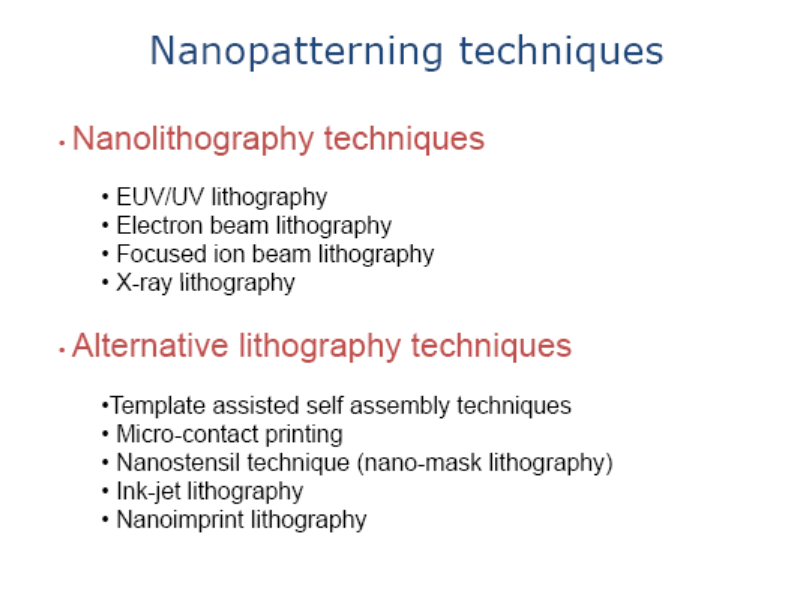 Nanopatterning techniques
• Nanolithography techniques
• EUV/UV lithography
• Electron beam lithography
• Focused ion beam lithography
• X-ray lithography
• Alternative lithography techniques
•Template assisted self assembly techniques
• Micro-contact printing
• Nanostensil technique (nano-mask lithography)
• Ink-jet lithography
• Nanoimprint lithography